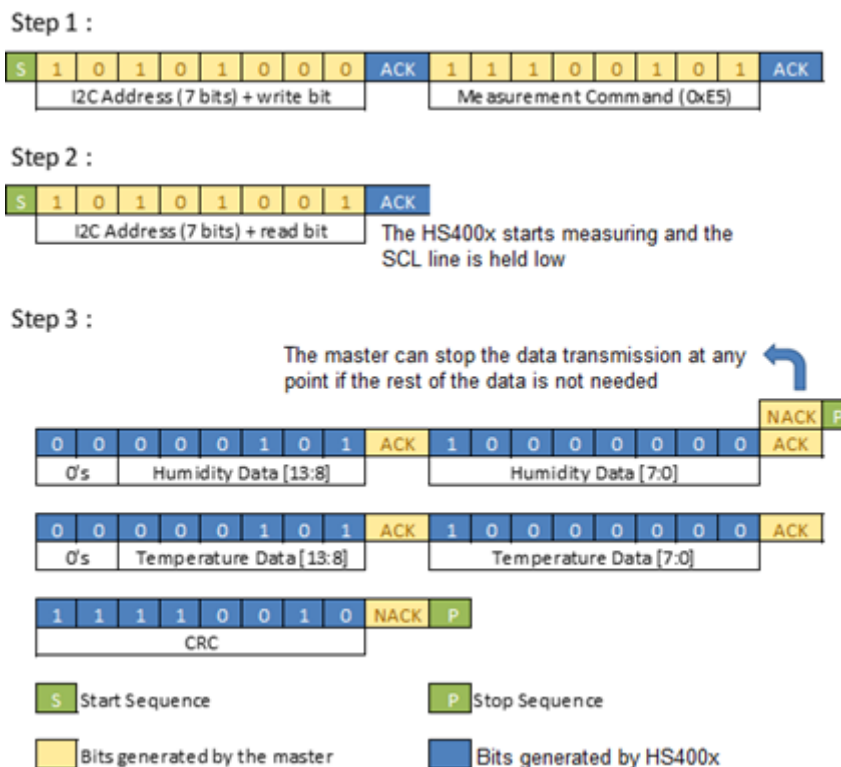 Step 1 :
S 1 0 1 0 1 0 0 0 ACK 1 1 1 0 0 1 0 1 ACK
I2C Address (7 bits) + write bit Measurement Command (0xE5)
Step 2 :
S 1 0 1 0 1 0 0 1 ACK
I2C Address (7 bits) + read bit
The HS400x starts measuring and the
SCL line is held low
Step 3 :
The master can stop the data transmission at any
point if the rest of the data is not needed
NACK P
0 0 0 0 0 1 0 1 ACK 1 0 0 0 0 0 0 0 ACK
0's Humidity Data [13:8] Humidity Data [7:0]
0 0 0 0 0 1 0 1 ACK 1 0 0 0 0 0 0 0 ACK
0's Temperature Data [13:8] Temperature Data [7:0]
1 1 1 1 0 0 1 0 NACK P
CRC
S Start Sequence P Stop Sequence
Bits generated by the master Bits generated by HS400x